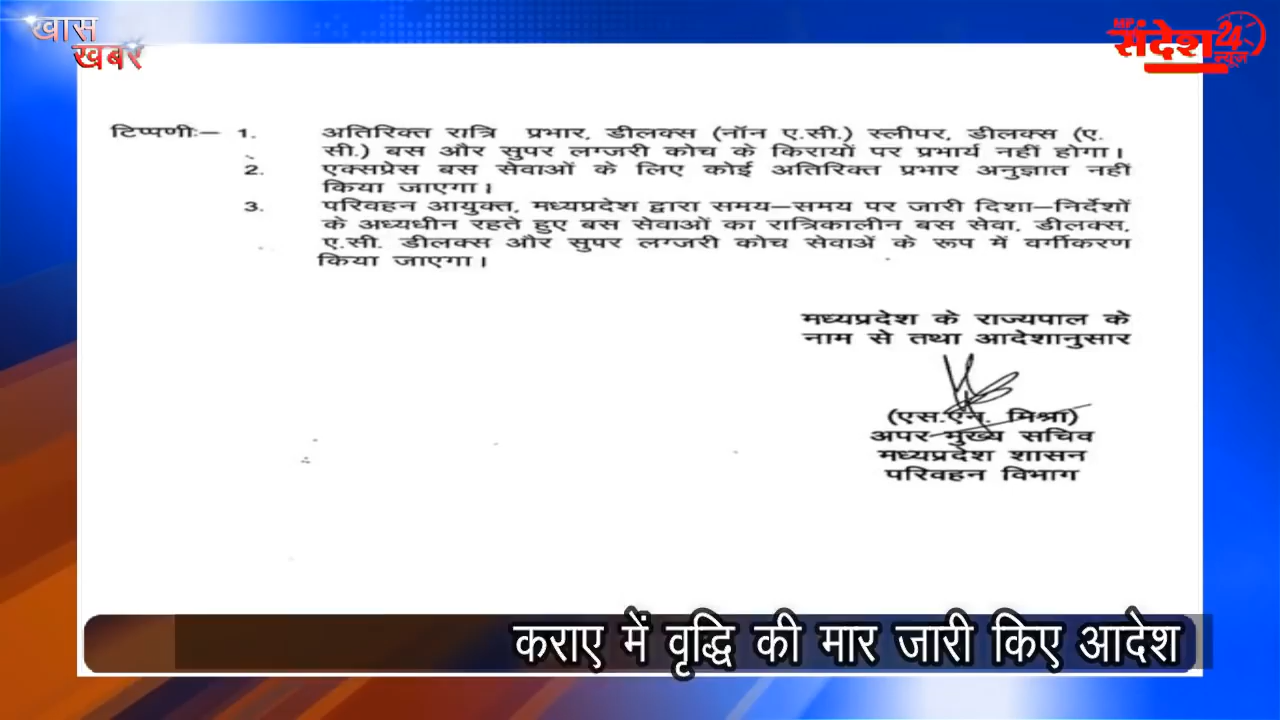 खास
खबर
MP
संदेश 24
न्यूज़
टिप्पणीः— 1. अतिरिक्त रात्रि प्रभार, डीलक्स (नॉन ए.सी.) स्लीपर, डीलक्स (ए.
सी.) बस और सुपर लग्जरी कोच के किरायों पर प्रभार्य नहीं होगा।
2. एक्सप्रेस बस सेवाओं के लिए कोई अतिरिक्त प्रभार अनुज्ञात नहीं
किया जाएगा।
3. परिवहन आयुक्त, मध्यप्रदेश द्वारा समय—समय पर जारी दिशा—निर्देशों
के अध्यधीन रहते हुए बस सेवाओं का रात्रिकालीन बस सेवा, डीलक्स,
ए.सी. डीलक्स और सुपर लग्जरी कोच सेवाओं के रूप में वर्गीकरण
किया जाएगा।
मध्यप्रदेश के राज्यपाल के
नाम से तथा आदेशानुसार
(एस.एन. मिश्रा)
अपर मुख्य सचिव
मध्यप्रदेश शासन
परिवहन विभाग
कराए में वृद्धि की मार जारी किए आदेश